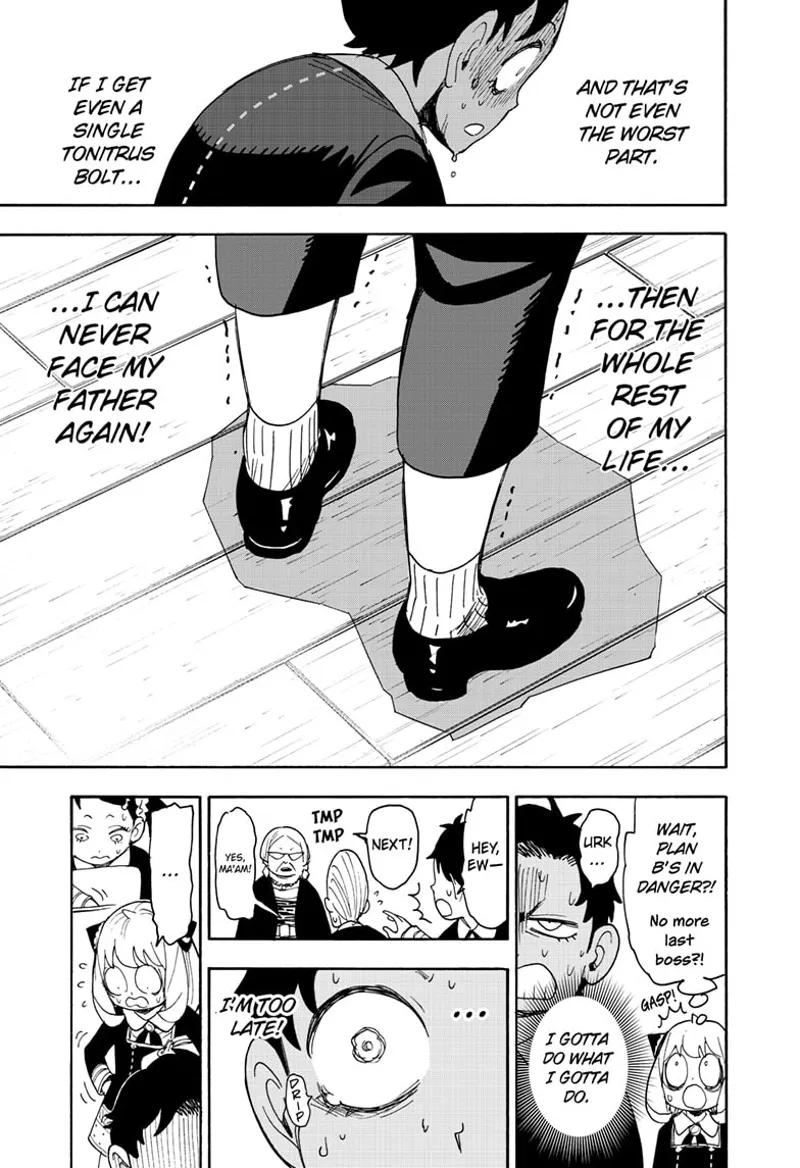 AND THAT'S
NOT EVEN
THE WORST
PART.
IF I GET
EVEN A
SINGLE
TONITRUS
BOLT...
...THEN
FOR THE
WHOLE
REST
OF MY
LIFE...
...I CAN
NEVER
FACE MY
FATHER
AGAIN!
WAIT,
PLAN
B'S IN
DANGER?!
No more
last
boss?!
GASP!
URK
...
I GOTTA
DO WHAT
I GOTTA
DO.
HEY,
EW—
NEXT!
TMP
TMP
YES,
MA'AM!
...
I'M TOO
LATE!
DRIP
...